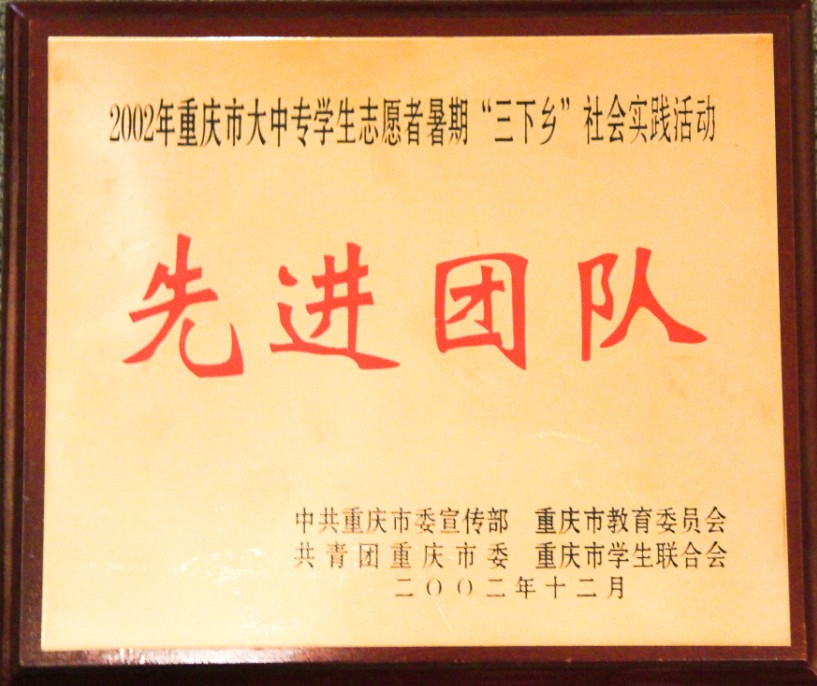 2002年重庆市大中专学生志愿者暑期“三下乡”社会实践活动
先进团队
中共重庆市委宣传部 重庆市教育委员会
共青团重庆市委 重庆市学生联合会
二〇〇二年十二月